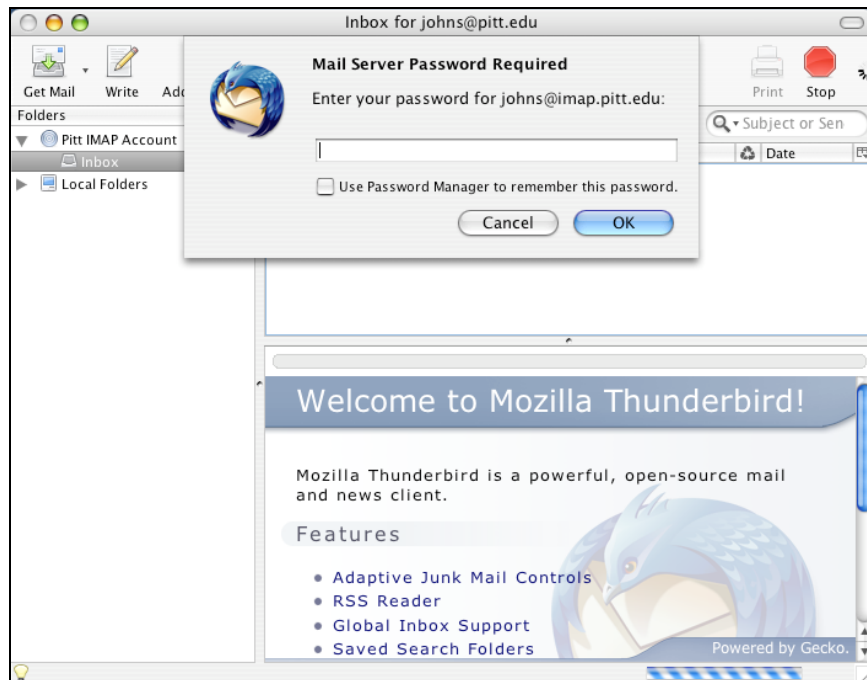 Inbox for johns@pitt.edu
Mail Server Password Required
Enter your password for johns@imap.pitt.edu:
Use Password Manager to remember this password.
Cancel OK
Get Mail Write Add Print Stop
Folders
Subject or Sen
Pitt IMAP Account
Date
Inbox
Local Folders
Welcome to Mozilla Thunderbird!
Mozilla Thunderbird is a powerful, open-source mail
and news client.
Features
Adaptive Junk Mail Controls
RSS Reader
Global Inbox Support
Saved Search Folders
Powered by Gecko.